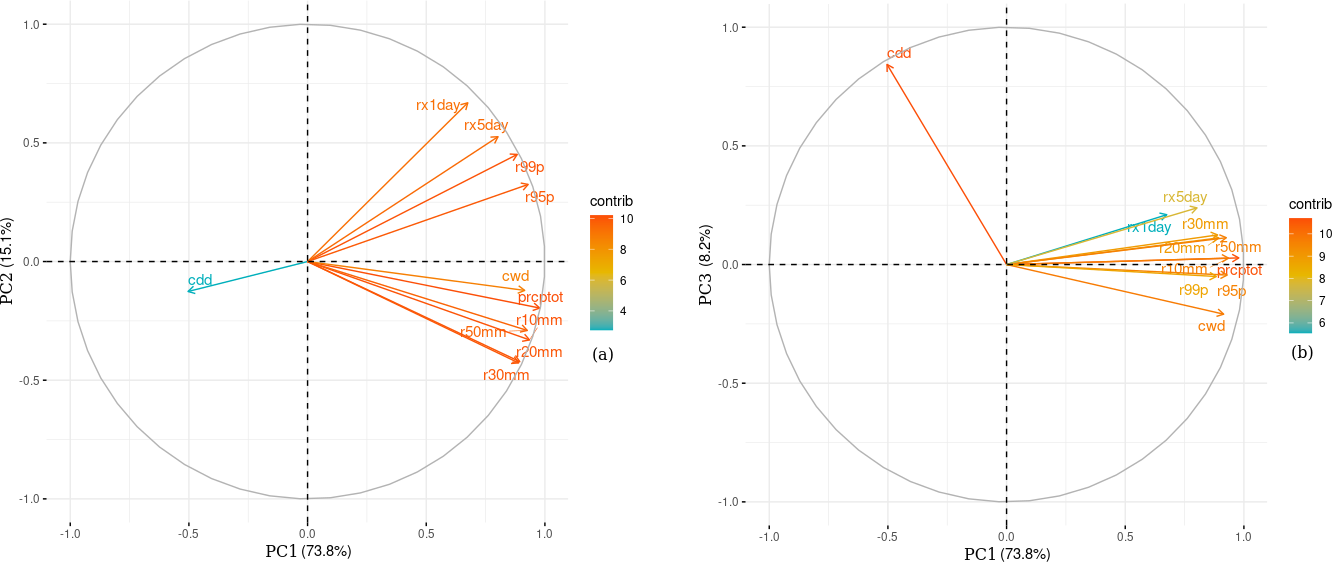 1.0
0.5
0.0
-0.5
-1.0
PC2 (15.1%)
rx1day
rx5day
r99p
r95p
cdd
cwd
prcptot
r10mm
r50mm
r20mm
r30mm
-1.0
-0.5
0.0
0.5
1.0
PC1 (73.8%)
contrib
10
8
6
4
(a)
1.0
0.5
0.0
-0.5
-1.0
PC3 (8.2%)
cdd
rx5day
rx1day
r30mm
r20mm
r50mm
r10mm
prcptot
r99p
r95p
cwd
-1.0
-0.5
0.0
0.5
1.0
PC1 (73.8%)
contrib
10
9
8
7
6
(b)